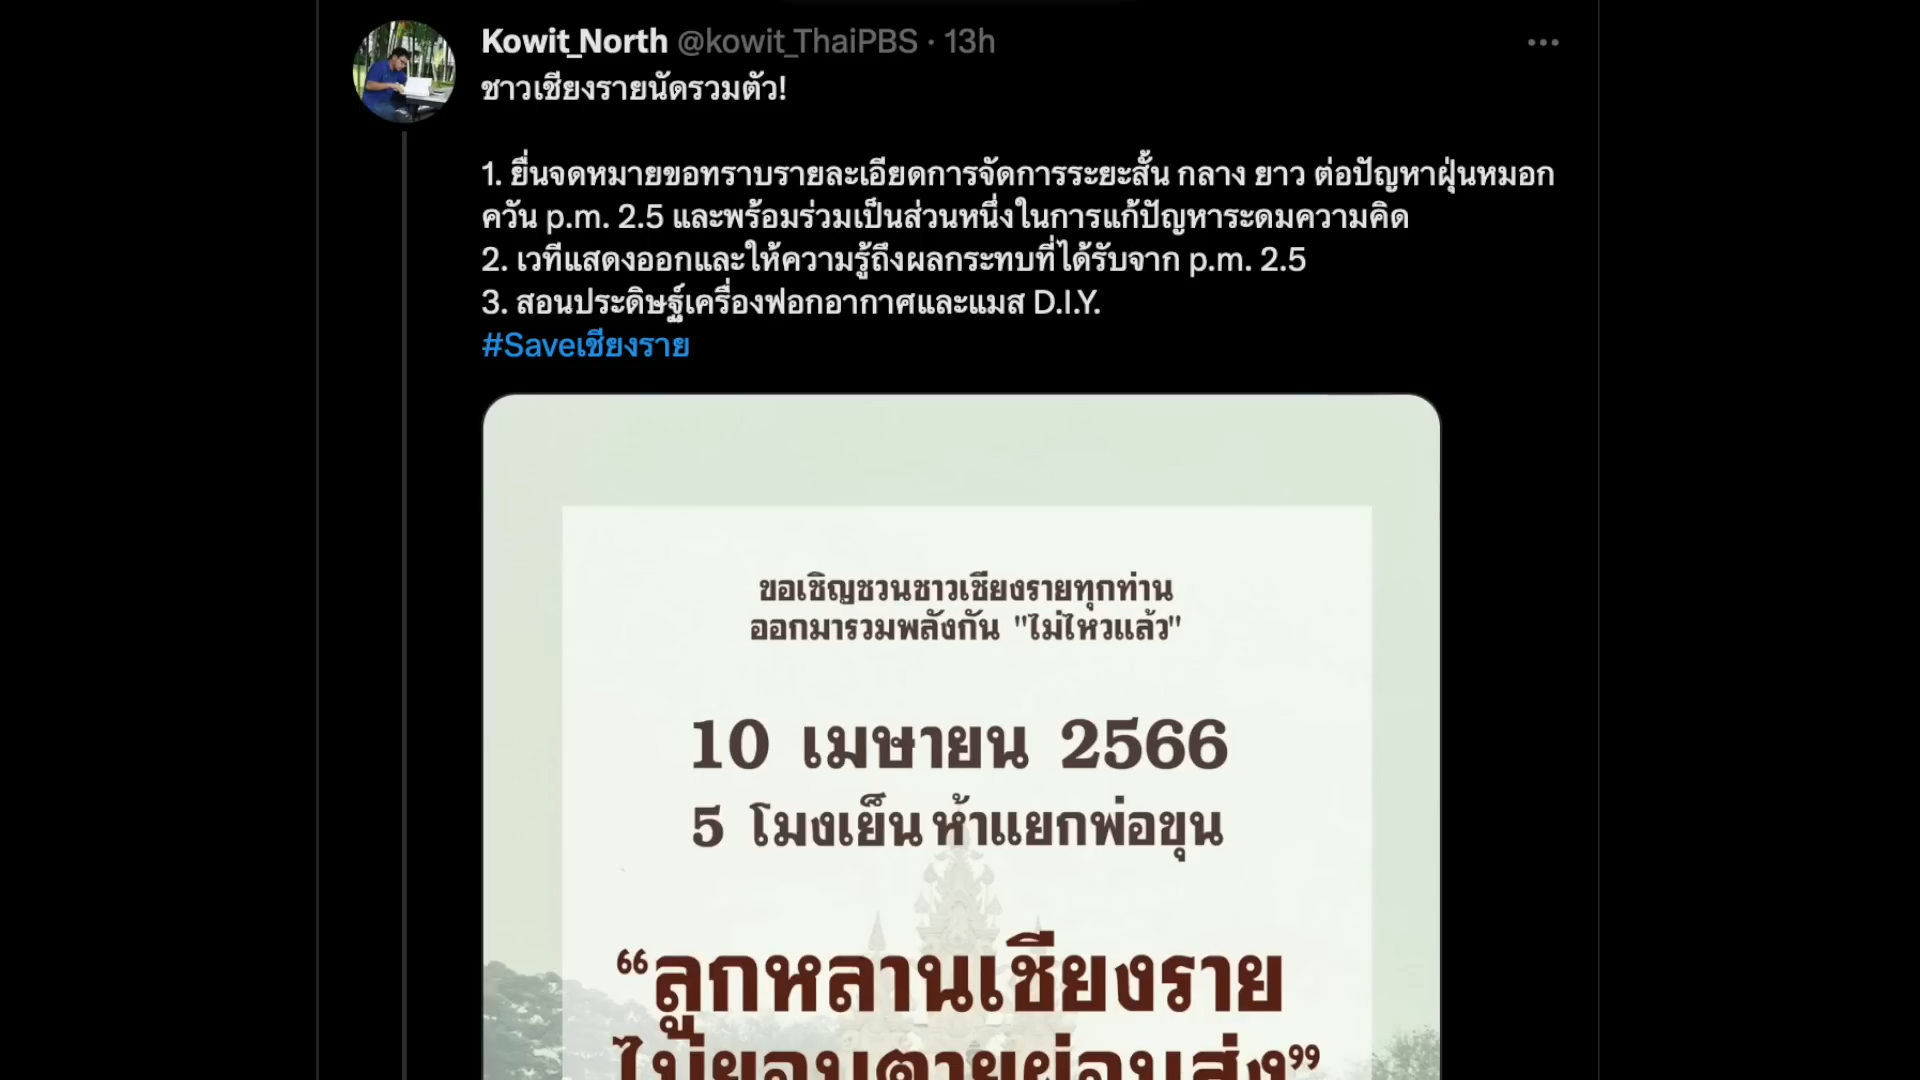 Kowit_North @kowit_ThaiPBS · 13h
ชาวเชียงรายนัดรวมตัว!
1. ยื่นจดหมายขอทราบรายละเอียดการจัดการระยะสั้น กลาง ยาว ต่อปัญหาฝุ่นหมอก
ควัน p.m. 2.5 และพร้อมร่วมเป็นส่วนหนึ่งในการแก้ปัญหาระดมความคิด
2. เวทีแสดงออกและให้ความรู้ถึงผลกระทบที่ได้รับจาก p.m. 2.5
3. สอนประดิษฐ์เครื่องฟอกอากาศและแมส D.I.Y.
#Saveเชียงราย
ขอเชิญชวนชาวเชียงรายทุกท่าน
ออกมารวมพลังกัน "ไม่ไหวแล้ว"
10 เมษายน 2566
5 โมงเย็น ห้าแยกพ่อขุน
“ลูกหลานเชียงราย
ไม่ยอมตายผ่อนส่ง”